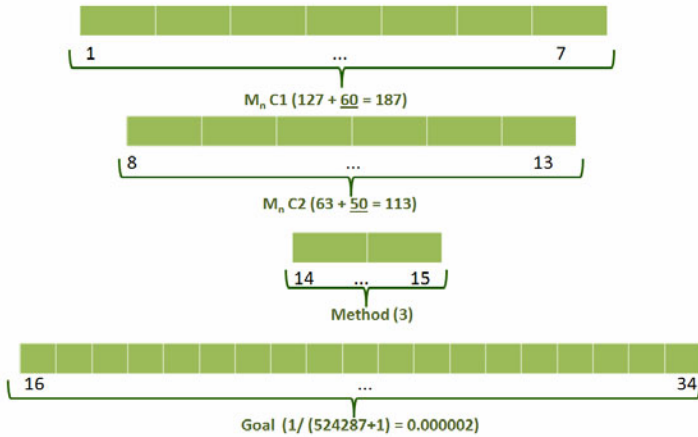 1 ... 7
Mn C1 (127 + 60 = 187)
8 ... 13
Mn C2 (63 + 50 = 113)
14 ... 15
Method (3)
16 ... 34
Goal (1/ (524287+1) = 0.000002)